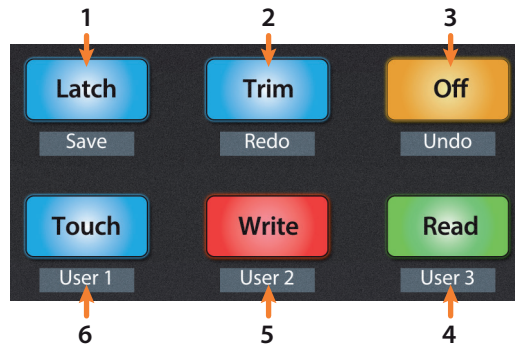 1 2 3
Latch Trim Off
Save Redo Undo
Touch Write Read
User 1 User 2 User 3
6 5 4